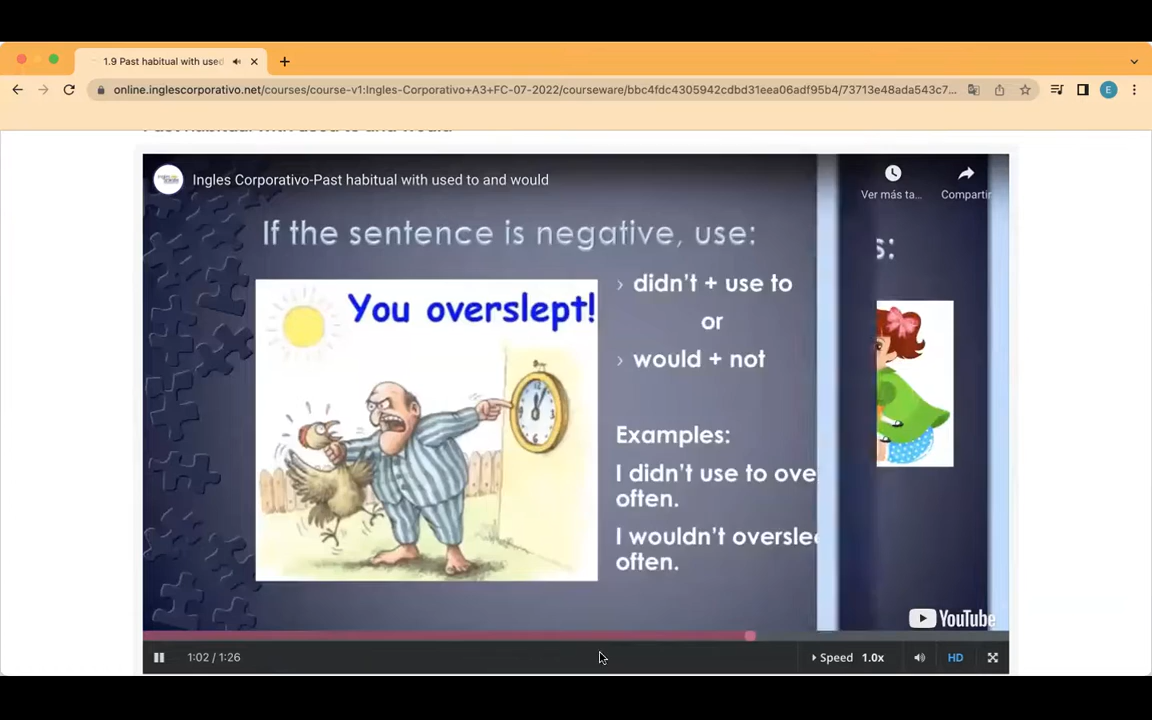 1.9 Past habitual with used
online.inglescorporativo.net/courses/course-v1:Ingles-Corporativo+A3+FC-07-2022/courseware/bbc4fdc4305942cdbd31eea06adf95b4/73713e48ada543c7...
E
Past habitual with used to and would
Ingles Corporativo-Past habitual with used to and would
Ver más ta...
Compartir
If the sentence is negative, use:
s:
You overslept!
› didn't + use to
or
› would + not
Examples:
I didn't use to ove
often.
I wouldn't overslee
often.
YouTube
1:02 / 1:26
Speed 1.0x
HD